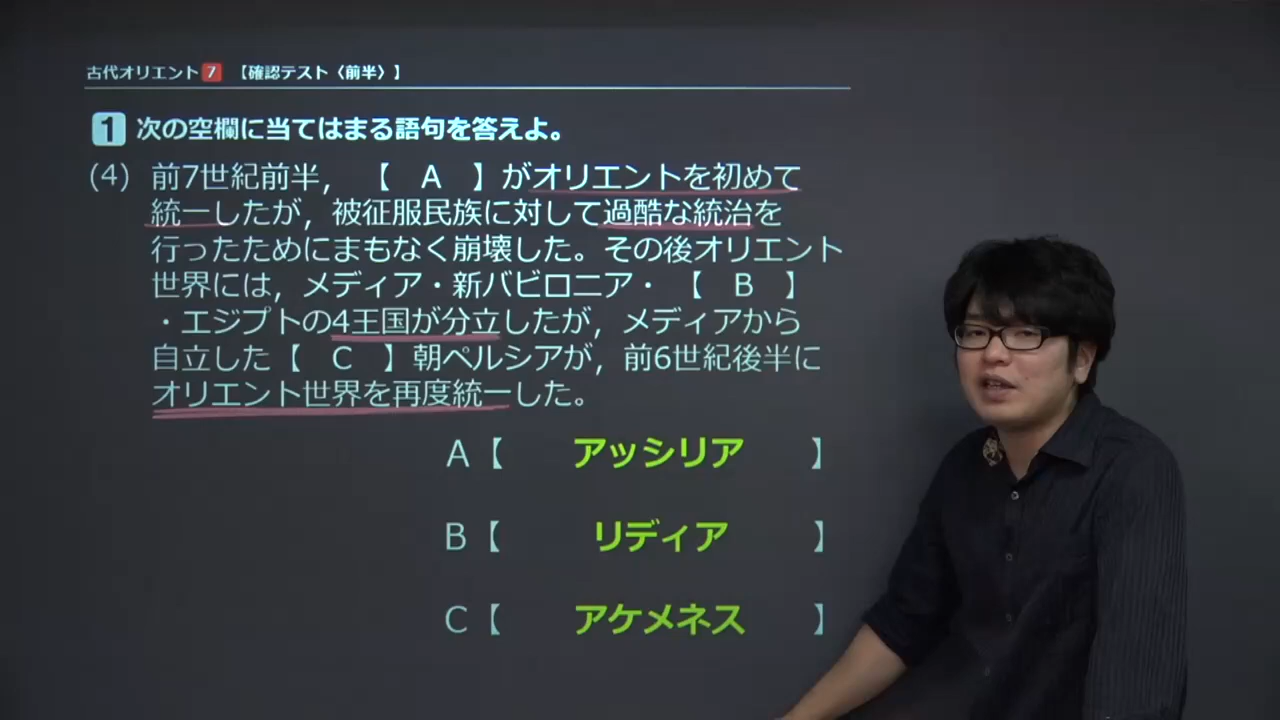 古代オリエント7 【確認テスト〈前半〉】
1 次の空欄に当てはまる語句を答えよ。
(4) 前7世紀前半，【 A 】がオリエントを初めて
統一したが，被征服民族に対して過酷な統治を
行ったためにまもなく崩壊した。その後オリエント
世界には，メディア・新バビロニア・【 B 】
・エジプトの4王国が分立したが，メディアから
自立した【 C 】朝ペルシアが，前6世紀後半に
オリエント世界を再度統一した。
A【 アッシリア 】
B【 リディア 】
C【 アケメネス 】